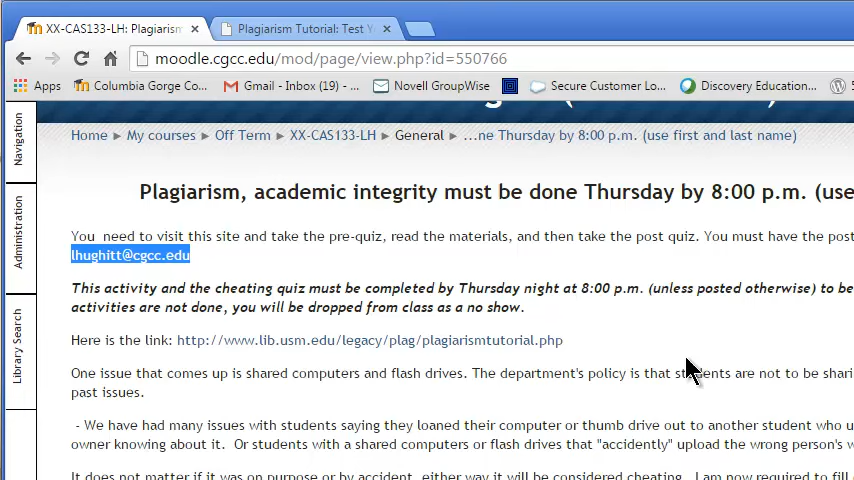 XX-CAS133-LH: Plagiarism
Plagiarism Tutorial: Test Y
moodle.cgcc.edu/mod/page/view.php?id=550766
Apps Columbia Gorge Co... Gmail - Inbox (19) - ... Novell GroupWise Secure Customer Lo... Discovery Education...
Home ► My courses ► Off Term ► XX-CAS133-LH ► General ► ...ne Thursday by 8:00 p.m. (use first and last name)
Navigation
Administration
Library Search
Plagiarism, academic integrity must be done Thursday by 8:00 p.m. (use
You need to visit this site and take the pre-quiz, read the materials, and then take the post quiz. You must have the post
lhughitt@cgcc.edu
This activity and the cheating quiz must be completed by Thursday night at 8:00 p.m. (unless posted otherwise) to be
activities are not done, you will be dropped from class as a no show.
Here is the link: http://www.lib.usm.edu/legacy/plag/plagiarismtutorial.php
One issue that comes up is shared computers and flash drives. The department's policy is that students are not to be shari
past issues.
- We have had many issues with students saying they loaned their computer or thumb drive out to another student who u
owner knowing about it. Or students with a shared computers or flash drives that "accidently" upload the wrong person's w
It does not matter if it was on purpose or by accident, either way it will be considered cheating. I am now required to fill